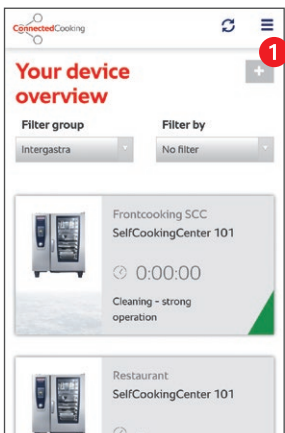 ConnectedCooking
1
Your device
overview
+
Filter group
Filter by
Intergastra
No filter
Frontcooking SCC
SelfCookingCenter 101
0:00:00
Cleaning - strong
operation
Restaurant
SelfCookingCenter 101